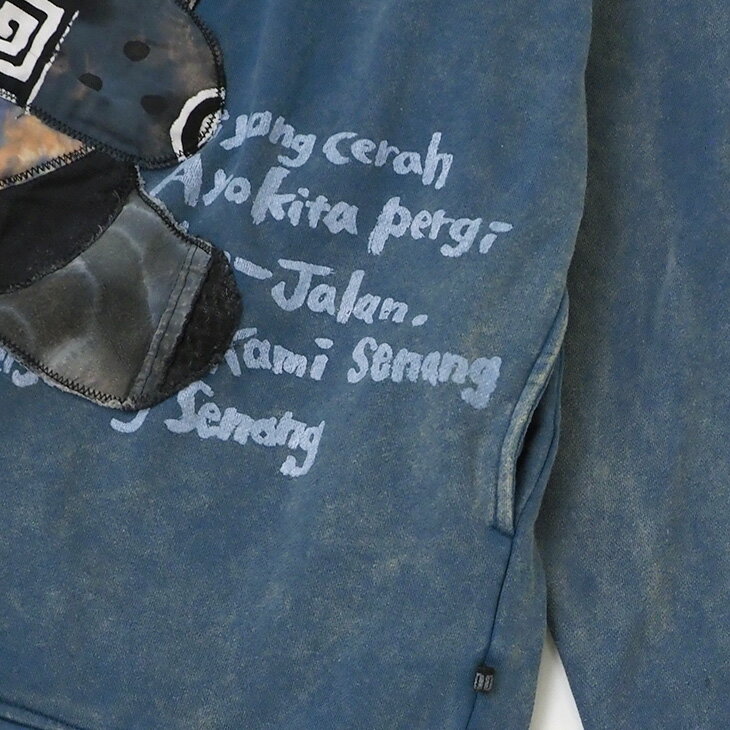 yang cerah
Ayo kita pergi
-Jalan.
Kami senang
Senang